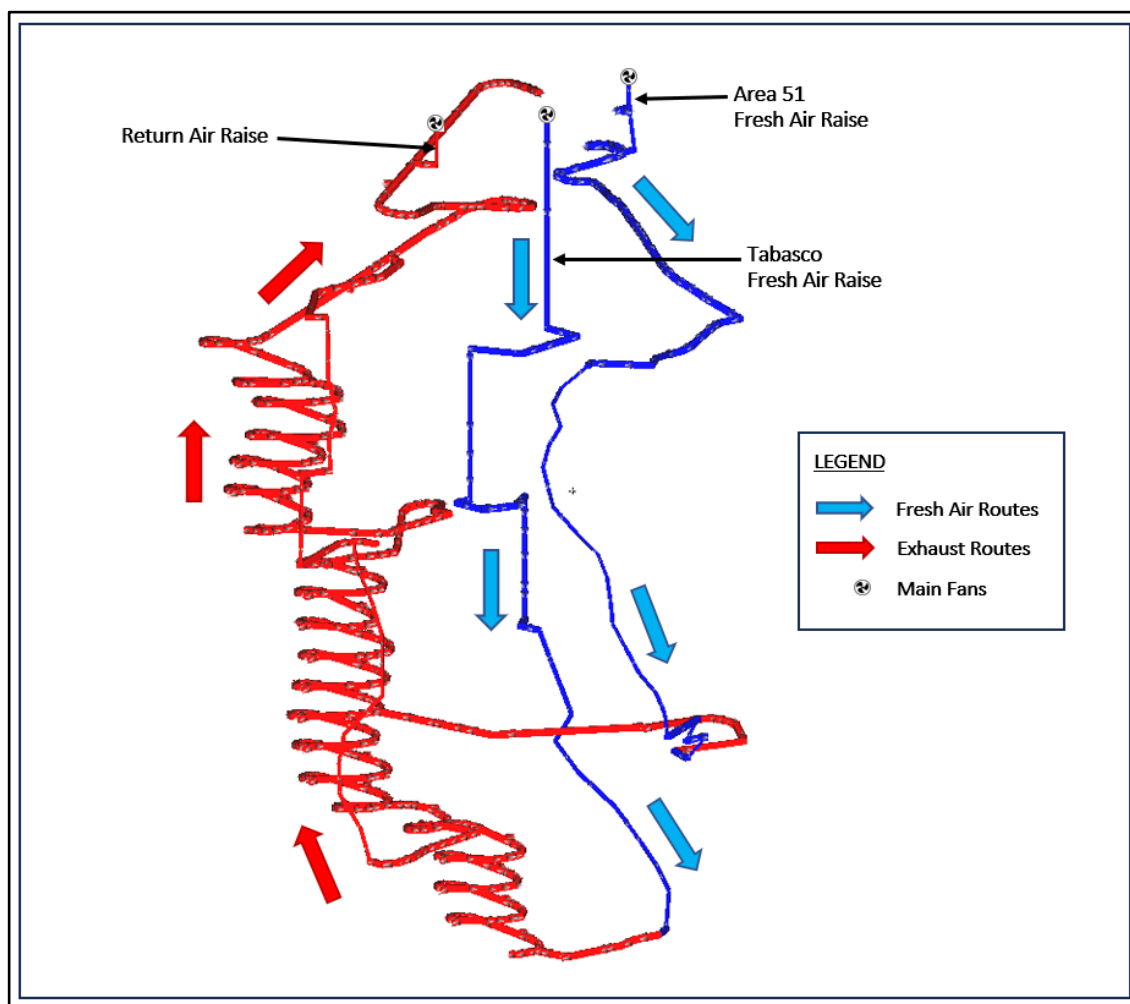 Area 51
Fresh Air Raise
Return Air Raise
Tabasco
Fresh Air Raise
LEGEND
Fresh Air Routes
Exhaust Routes
Main Fans